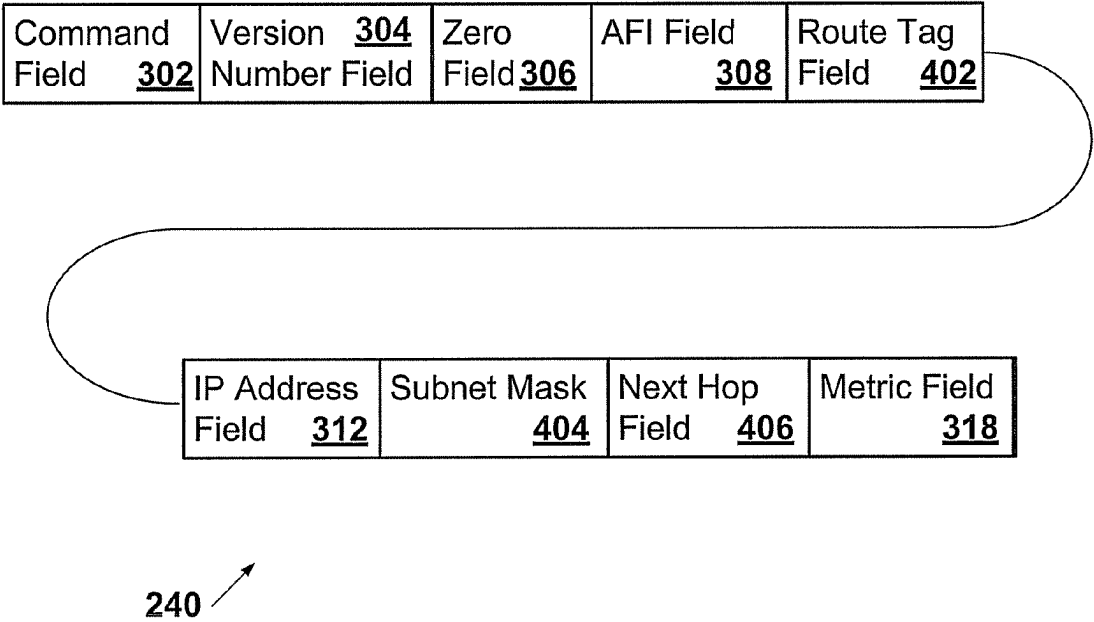 Command
Field 302
Version 304
Number Field
Zero
Field 306
AFI Field
308
Route Tag
Field 402
IP Address
Field 312
Subnet Mask
404
Next Hop
Field 406
Metric Field
318
240